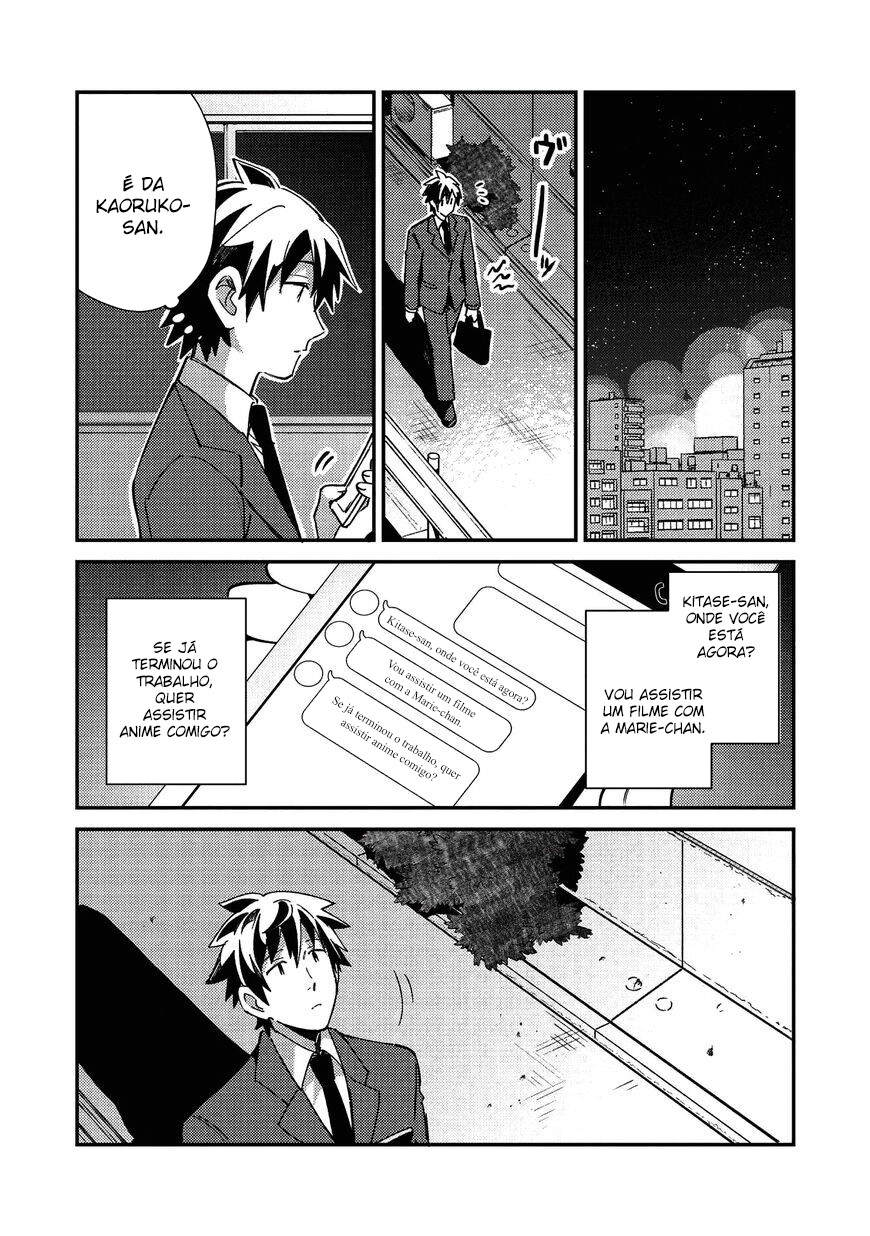 ヴーッ
É DA
KAORUKO-
SAN.
KITASE-SAN,
ONDE VOCÊ
ESTÁ
AGORA?
VOU ASSISTIR
UM FILME COM
A MARIE-CHAN.
Kitase-san, onde você está agora?
Vou assistir um filme
com a Marie-chan.
Se já terminou o trabalho, quer
assistir anime comigo?
SE JÁ
TERMINOU O
TRABALHO,
QUER
ASSISTIR
ANIME COMIGO?